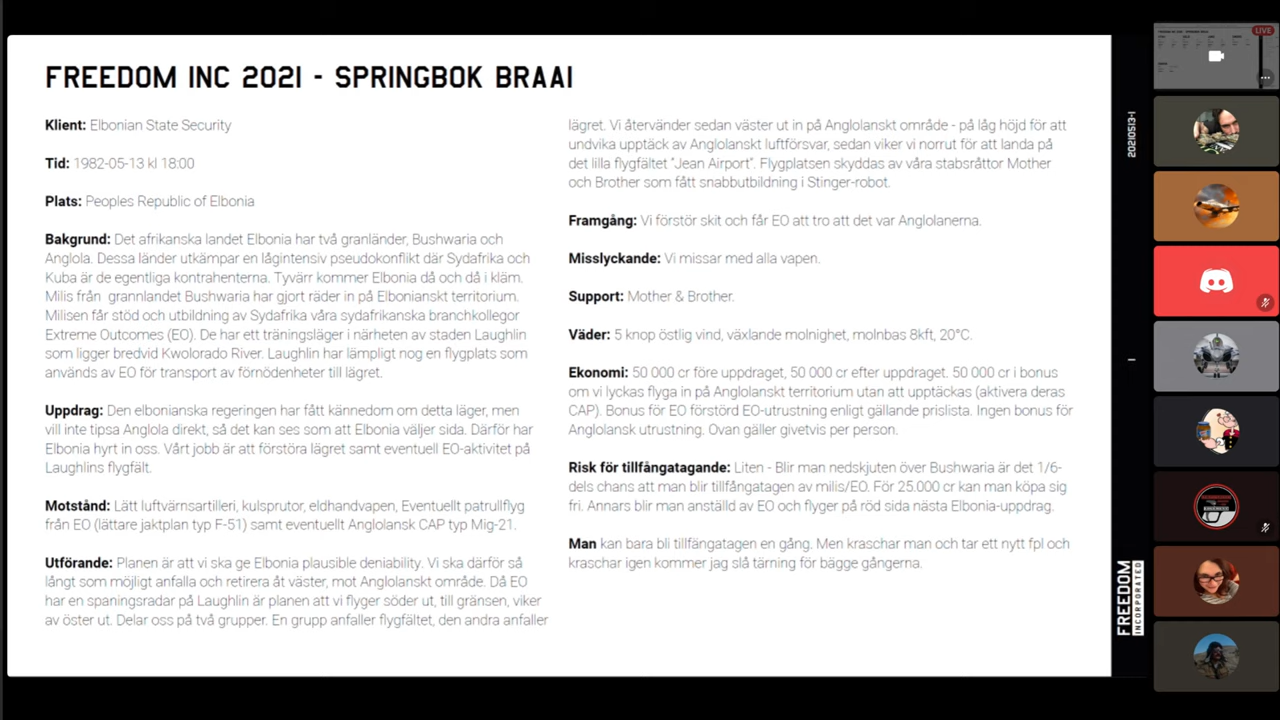 FREEDOM INC 2021 - SPRINGBOK BRAAI
Klient: Elbonian State Security
Tid: 1982-05-13 kl 18:00
Plats: Peoples Republic of Elbonia
Bakgrund: Det afrikanska landet Elbonia har två granländer, Bushwaria och
Anglola. Dessa länder utkämpar en lågintensiv pseudokonflikt där Sydafrika och
Kuba är de egentliga kontrahenterna. Tyvärr kommer Elbonia då och då i kläm.
Milis från grannlandet Bushwaria har gjort räder in på Elbonianskt territorium.
Milisen får stöd och utbildning av Sydafrika våra sydafrikanska branchkollegor
Extreme Outcomes (EO). De har ett träningsläger i närheten av staden Laughlin
som ligger bredvid Kwolorado River. Laughlin har lämpligt nog en flygplats som
används av EO för transport av förnödenheter till lägret.
Uppdrag: Den elbonianska regeringen har fått kännedom om detta läger, men
vill inte tipsa Anglola direkt, så det kan ses som att Elbonia väljer sida. Därför har
Elbonia hyrt in oss. Vårt jobb är att förstöra lägret samt eventuell EO-aktivitet på
Laughlins flygfält.
Motstånd: Lätt luftvärnsartilleri, kulsprutor, eldhandvapen, Eventuellt patrullflyg
från EO (lättare jaktplan typ F-51) samt eventuellt Anglolansk CAP typ Mig-21.
Utförande: Planen är att vi ska ge Elbonia plausible deniability. Vi ska därför så
långt som möjligt anfalla och retirera åt väster, mot Anglolanskt område. Då EO
har en spaningsradar på Laughlin är planen att vi flyger söder ut, till gränsen, viker
av öster ut. Delar oss på två grupper. En grupp anfaller flygfältet, den andra anfaller
lägret. Vi återvänder sedan väster ut in på Anglolanskt område - på låg höjd för att
undvika upptäck av Anglolanskt luftförsvar, sedan viker vi norrut för att landa på
det lilla flygfältet "Jean Airport". Flygplatsen skyddas av våra stabsråttor Mother
och Brother som fått snabbutbildning i Stinger-robot.
Framgång: Vi förstör skit och får EO att tro att det var Anglolanerna.
Misslyckande: Vi missar med alla vapen.
Support: Mother & Brother.
Väder: 5 knop östlig vind, växlande molnighet, molnbas 8kft, 20°C.
Ekonomi: 50 000 cr före uppdraget, 50 000 cr efter uppdraget. 50 000 cr i bonus
om vi lyckas flyga in på Anglolanskt territorium utan att upptäckas (aktivera deras
CAP). Bonus för EO förstörd EO-utrustning enligt gällande prislista. Ingen bonus för
Anglolansk utrustning. Ovan gäller givetvis per person.
Risk för tillfångatagande: Liten - Blir man nedskjuten över Bushwaria är det 1/6-
dels chans att man blir tillfångatagen av milis/EO. För 25.000 cr kan man köpa sig
fri. Annars blir man anställd av EO och flyger på röd sida nästa Elbonia-uppdrag.
Man kan bara bli tillfängatagen en gång. Men kraschar man och tar ett nytt fpl och
kraschar igen kommer jag slå tärning för bägge gångerna.
20210513-1
1
FREEDOM
INCORPORATED
LIVE